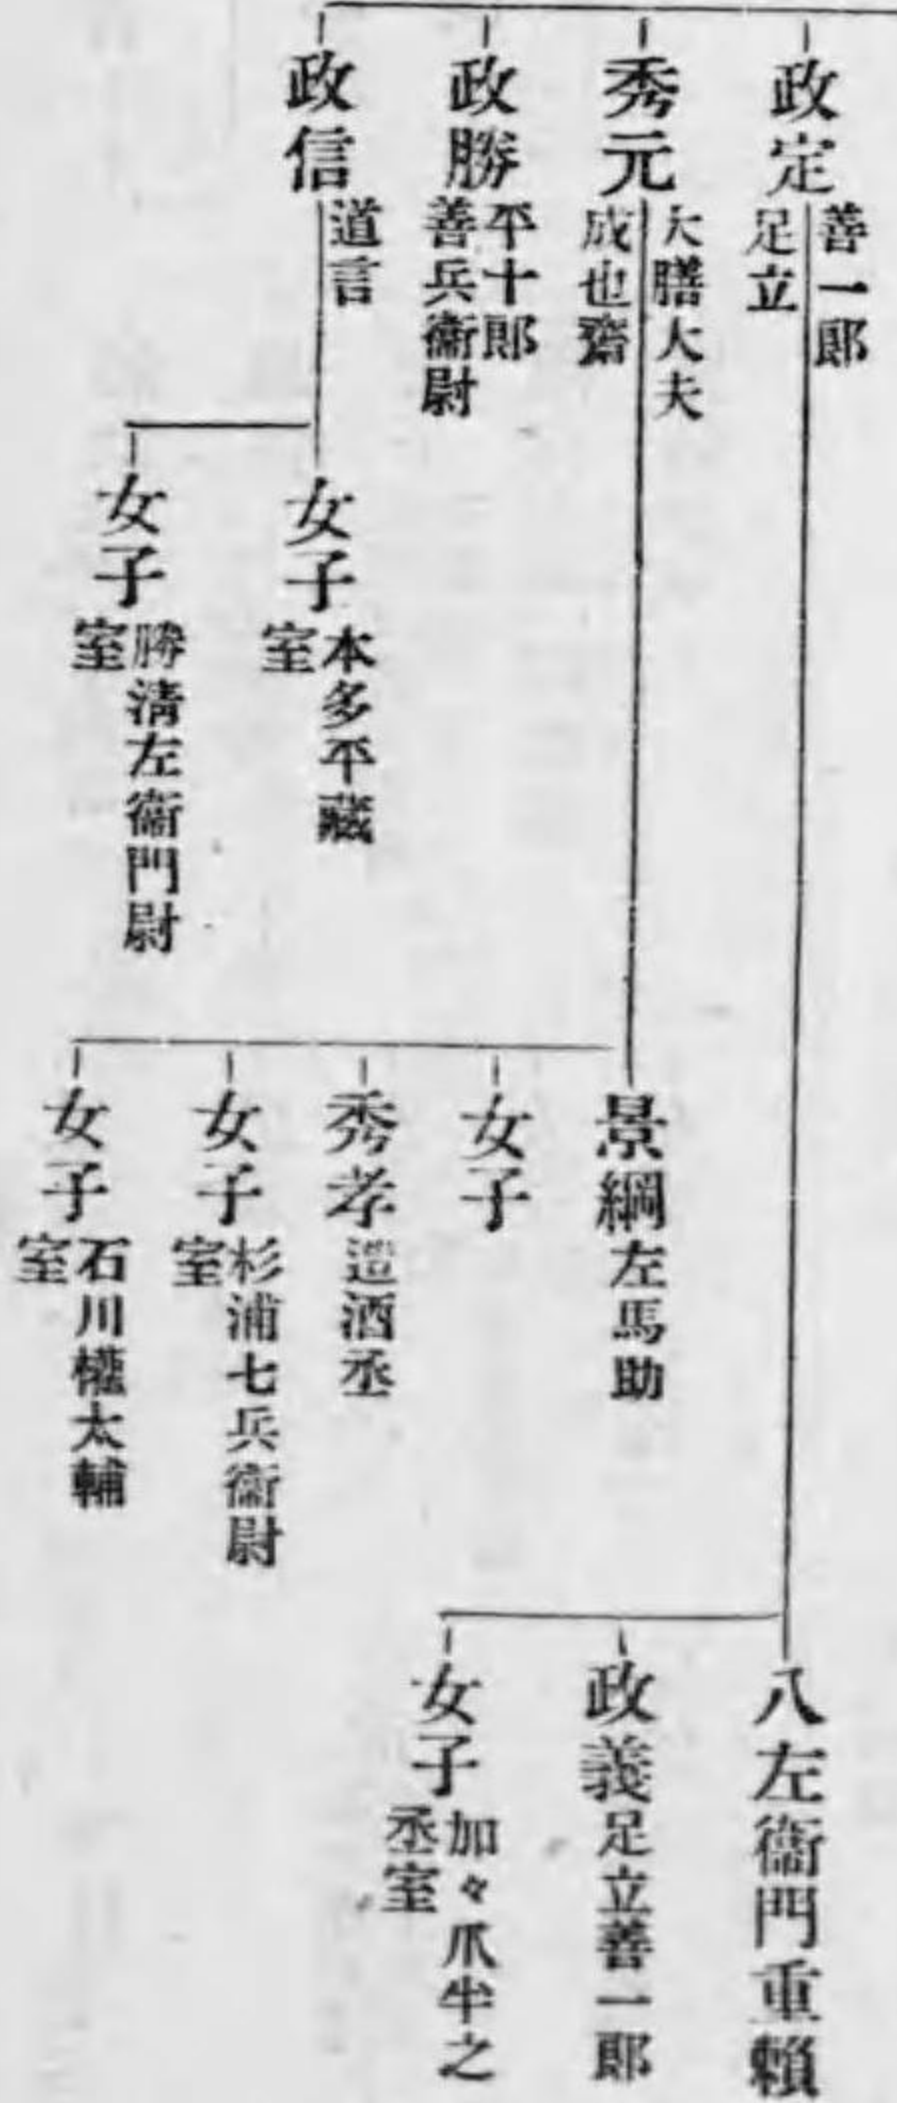 政定
善一郎
足立
秀元
大膳大夫
成也齋
政勝
平十郎
善兵衞尉
政信
道言
女子
本多平藏
室
女子
勝清左衞門尉
室
景綱左馬助
女子
秀孝造酒丞
女子
杉浦七兵衞尉
室
女子
石川權太輔
室
八左衞門重賴
政義足立善一郎
女子
加々爪半之
丞室